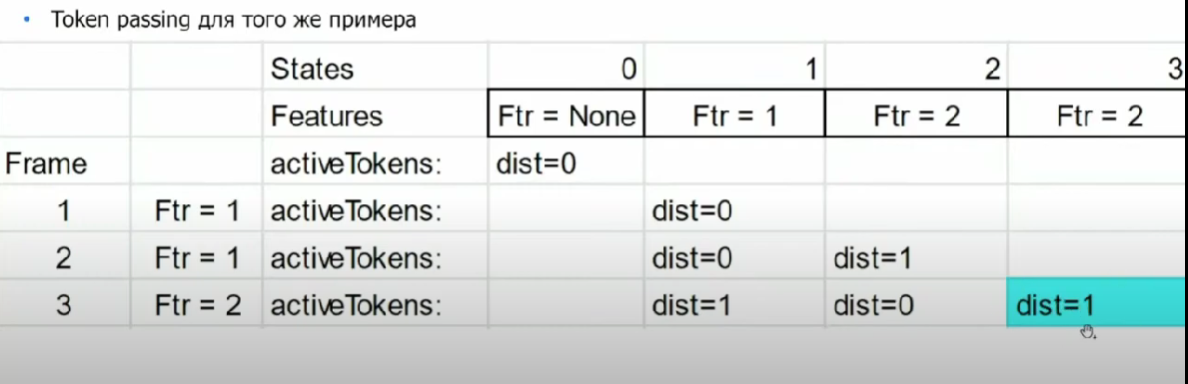 • Token passing для того же примера
States 0 1 2 3
Features Ftr = None Ftr = 1 Ftr = 2 Ftr = 2
Frame activeTokens: dist=0
1 Ftr = 1 activeTokens: dist=0
2 Ftr = 1 activeTokens: dist=0 dist=1
3 Ftr = 2 activeTokens: dist=1 dist=0 dist=1